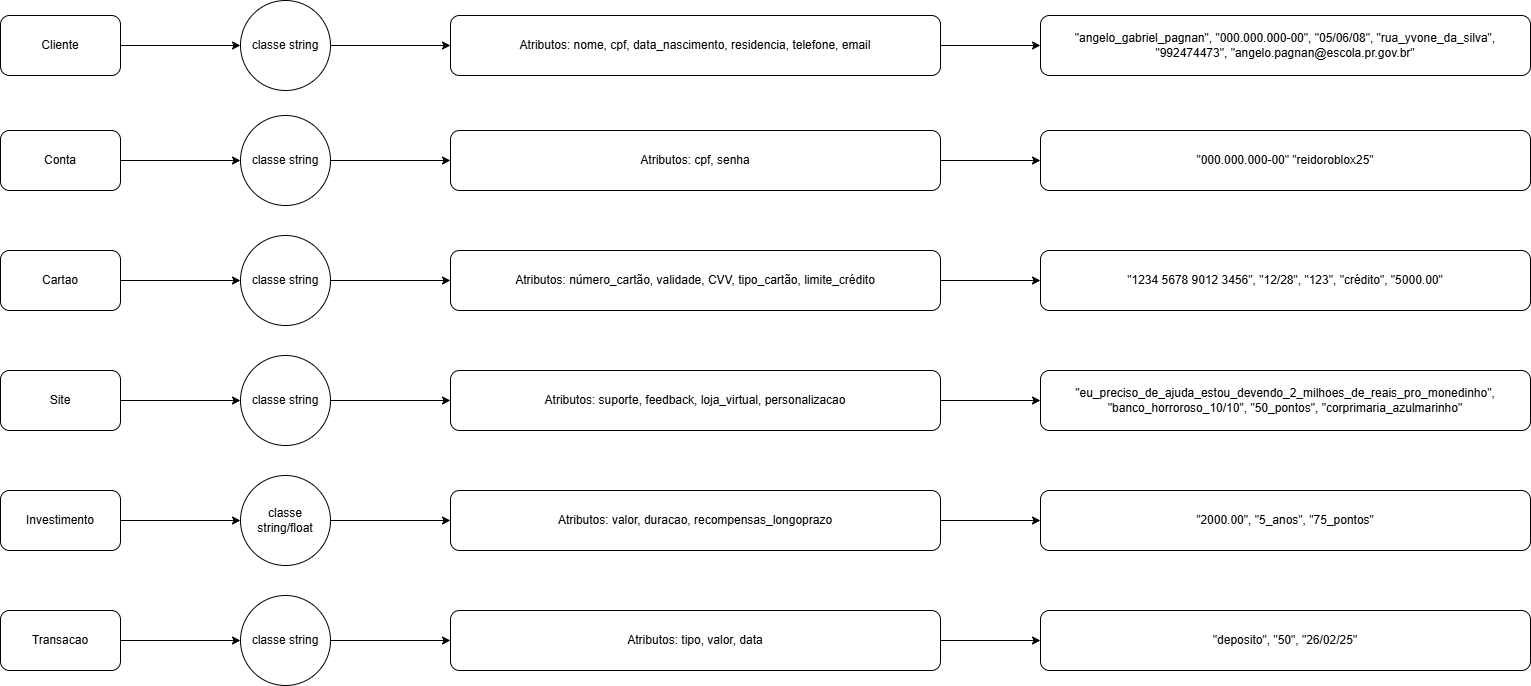 Cliente
classe string
Atributos: nome, cpf, data_nascimento, residencia, telefone, email
"angelo_gabriel_pagnan", "000.000.000-00", "05/06/08", "rua_yvone_da_silva",
"992474473", "angelo.pagnan@escola.pr.gov.br"
Conta
classe string
Atributos: cpf, senha
"000.000.000-00" "reidoroblox25"
Cartao
classe string
Atributos: número_cartão, validade, CVV, tipo_cartão, limite_crédito
"1234 5678 9012 3456", "12/28", "123", "crédito", "5000.00"
Site
classe string
Atributos: suporte, feedback, loja_virtual, personalizacao
"eu_preciso_de_ajuda_estou_devendo_2_milhoes_de_reais_pro_monedinho",
"banco_horroroso_10/10", "50_pontos", "corprimaria_azulmarinho"
Investimento
classe
string/float
Atributos: valor, duracao, recompensas_longoprazo
"2000.00", "5_anos", "75_pontos"
Transacao
classe string
Atributos: tipo, valor, data
"deposito", "50", "26/02/25"